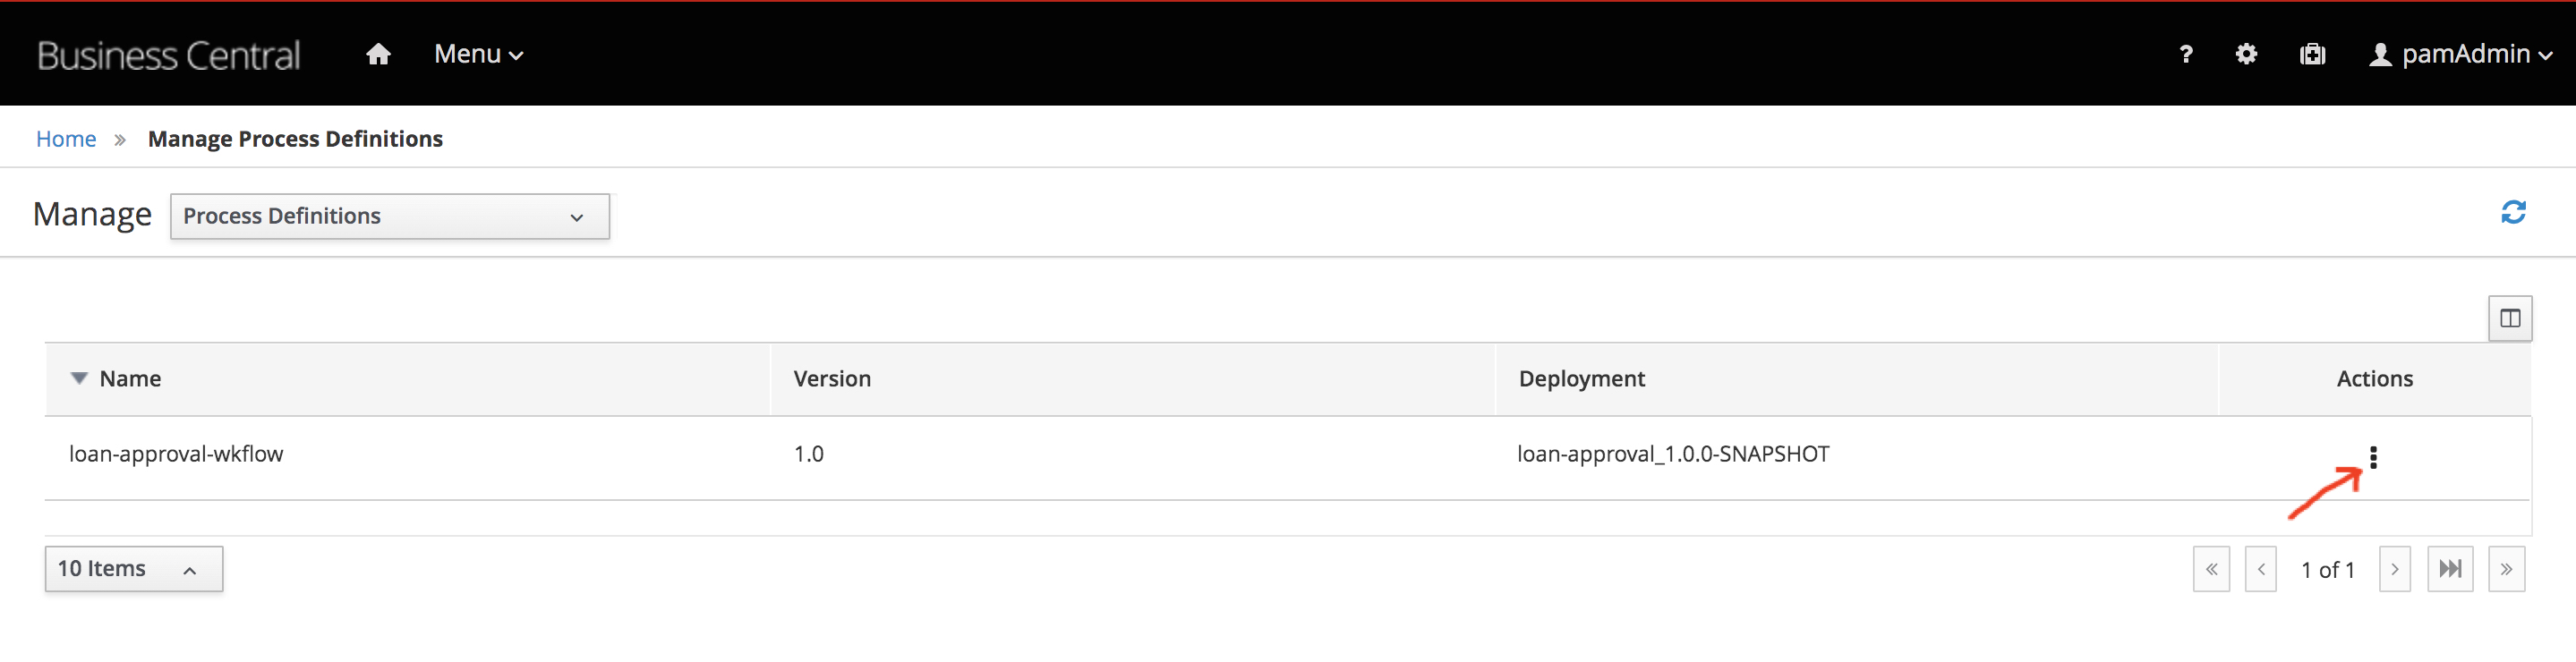 Business Central Menu ? pamAdmin
Home » Manage Process Definitions
Manage Process Definitions
Name Version Deployment Actions
loan-approval-wkflow 1.0 loan-approval_1.0.0-SNAPSHOT
10 Items « < 1 of 1 > »